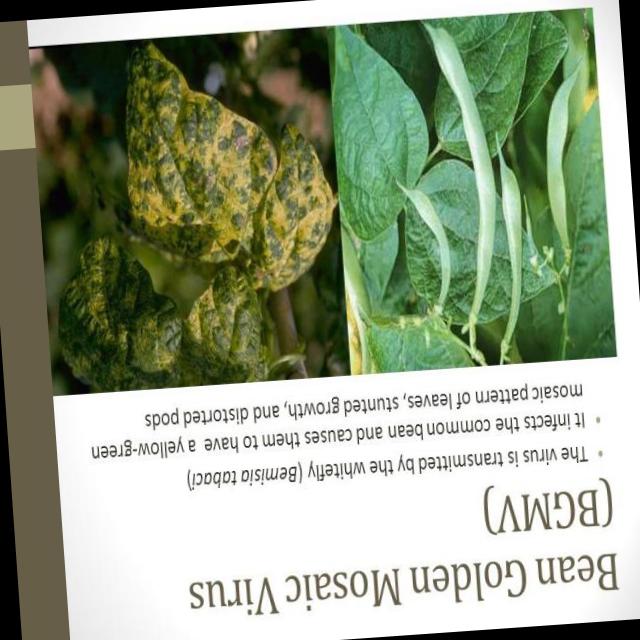 Bean Golden Mosaic Virus
(BGMV)
• The virus is transmitted by the whitefly (Bemisia tabaci)
• It infects the common bean and causes them to have a yellow-green
mosaic pattern of leaves, stunted growth, and distorted pods